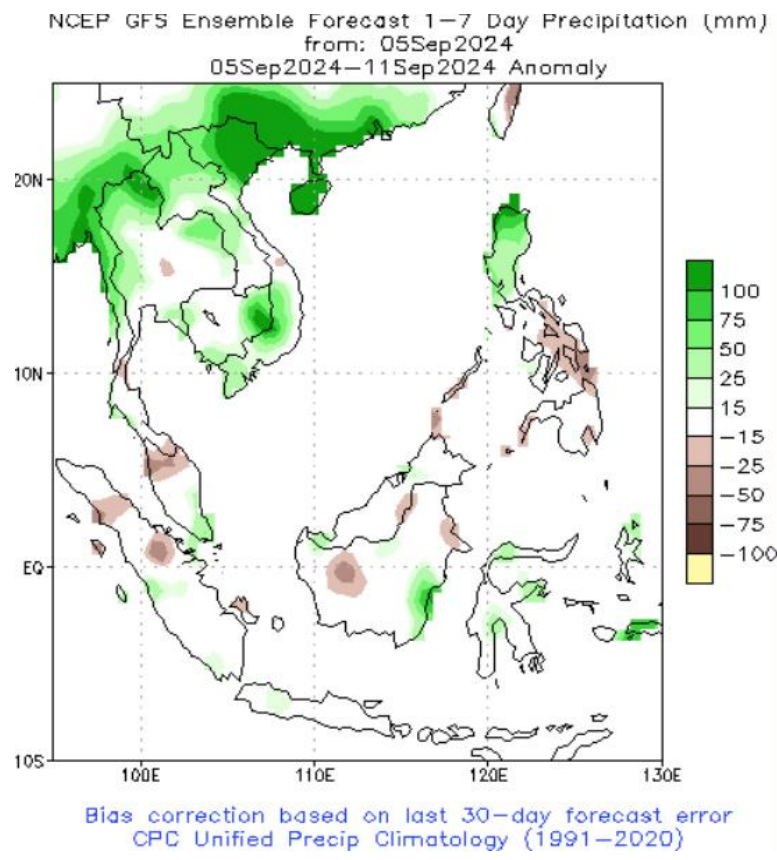 NCEP GFS Ensemble Forecast 1–7 Day Precipitation (mm)
from: 05Sep2024
05Sep2024–11Sep2024 Anomaly
20N
10N
EQ
10S
100E
110E
120E
130E
100
75
50
25
15
−15
−25
−50
−75
−100
Bias correction based on last 30–day forecast error
CPC Unified Precip Climatology (1991–2020)